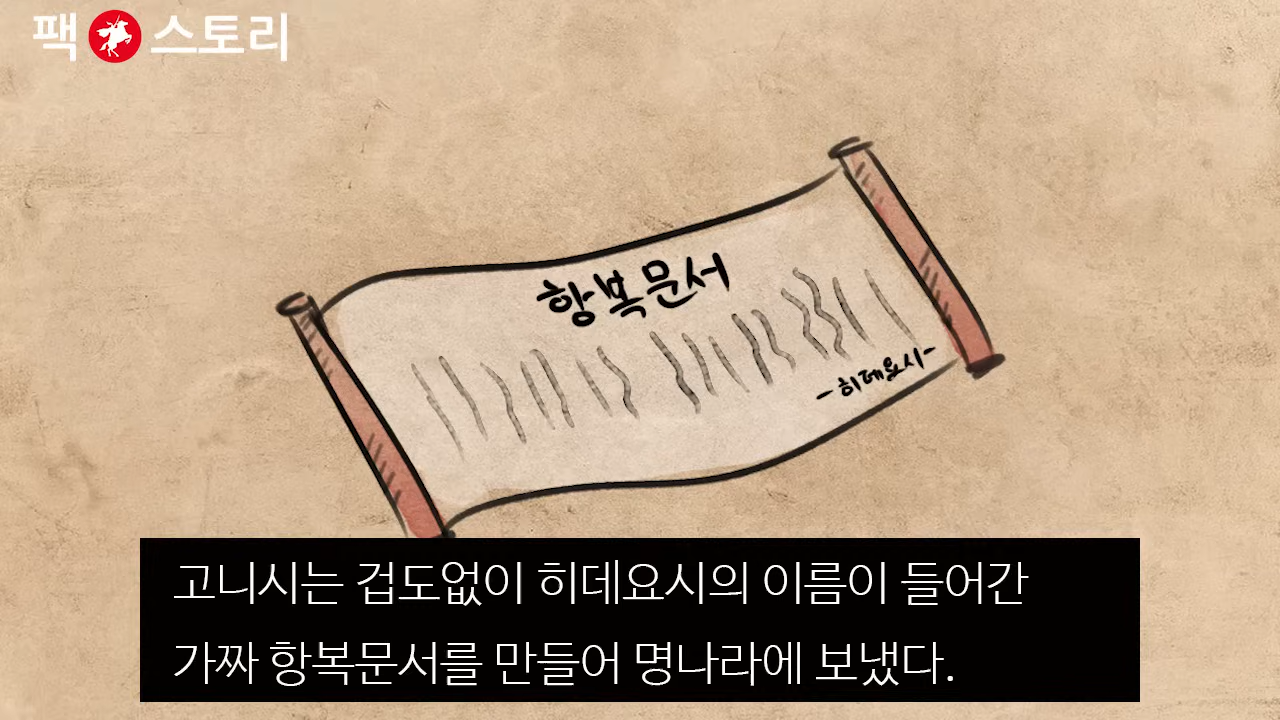 팩 스토리
항복문서
-히데요시-
고니시는 겁도없이 히데요시의 이름이 들어간
가짜 항복문서를 만들어 명나라에 보냈다.